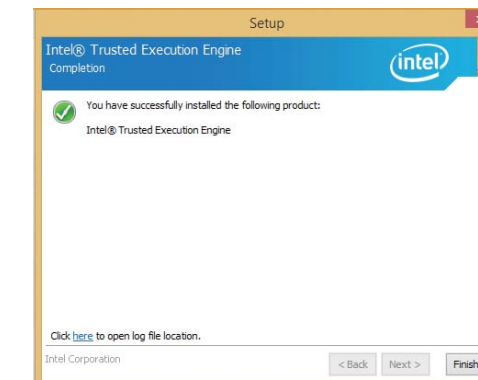 Setup
Intel® Trusted Execution Engine
Completion
intel
You have successfully installed the following product:
Intel® Trusted Execution Engine
Click here to open log file location.
Intel Corporation
< Back Next > Finish